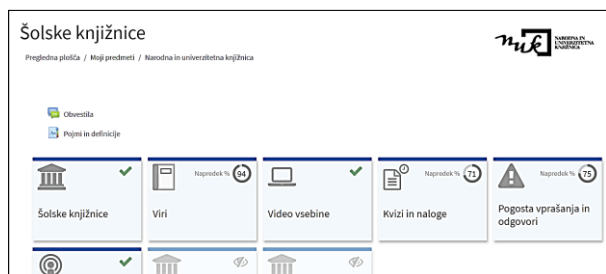 Šolske knjižnice
nuk
NARODNA IN
UNIVERZITETNA
KNJIŽNICA
Pregledna plošča / Moji predmeti / Narodna in univerzitetna knjižnica
Obvestila
Pojmi in definicije
Napredek % 94
Napredek % 71
Napredek % 75
Šolske knjižnice
Viri
Video vsebine
Kvizi in naloge
Pogosta vprašanja in
odgovori